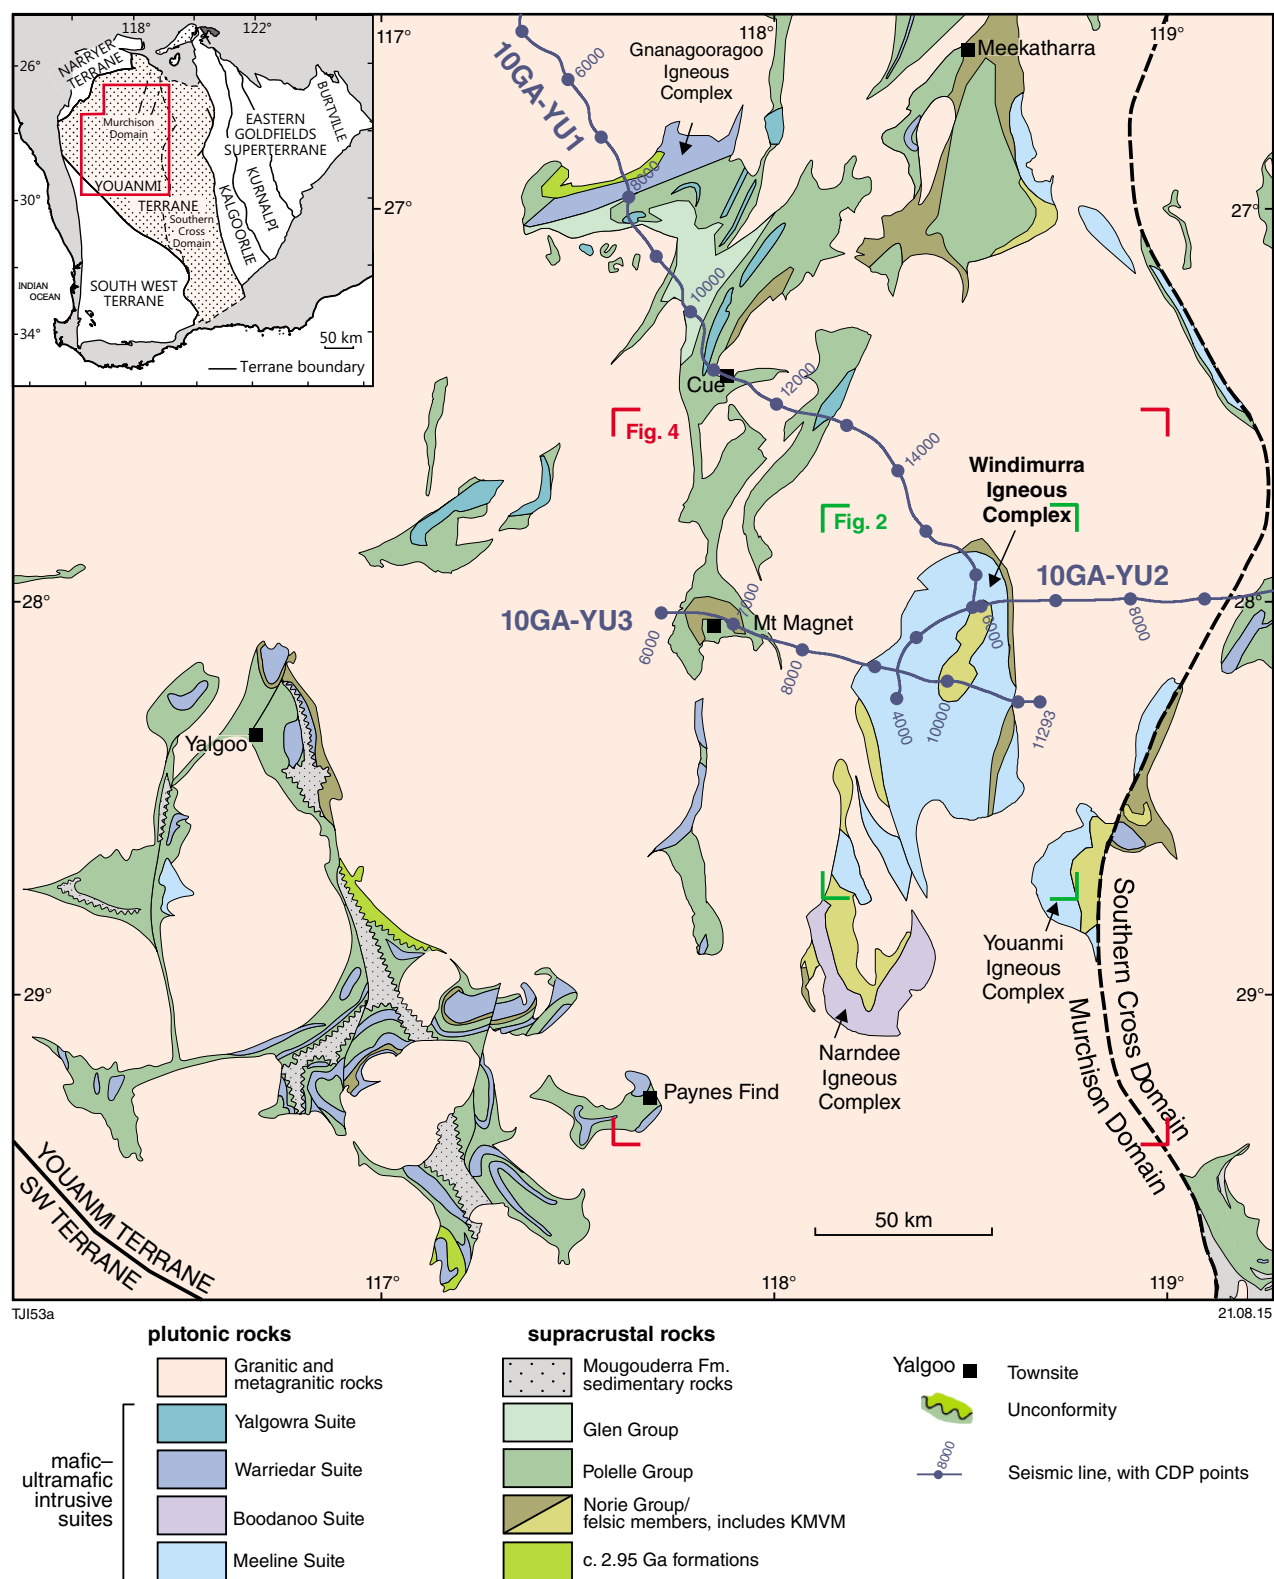 118°
122°
26°
30°
34°
NARRYER
TERRANE
Murchison
Domain
YOUANMI
TERRANE
Southern
Cross
Domain
EASTERN
GOLDFIELDS
SUPERTERRANE
BURTVILLE
KURNALPI
KALGOORLIE
SOUTH WEST
TERRANE
INDIAN
OCEAN
50 km
Terrane boundary
117°
118°
119°
10GA-YU1
6000
Gnanagooragoo
Igneous
Complex
Meekatharra
8000
27°
27°
10000
Cue
12000
Fig. 4
14000
Windimurra
Igneous
Complex
Fig. 2
10GA-YU2
28°
28°
10GA-YU3
6000
7000
Mt Magnet
8000
6000
8000
4000
10000
11293
Yalgoo
Youanmi
Igneous
Complex
Southern Cross Domain
Murchison Domain
29°
29°
Narndee
Igneous
Complex
Paynes Find
YOUANMI TERRANE
SW TERRANE
50 km
117°
118°
119°
TJI53a
21.08.15
plutonic rocks
Granitic and
metagranitic rocks
Yalgowra Suite
Warriedar Suite
Boodanoo Suite
Meeline Suite
mafic–
ultramafic
intrusive
suites
supracrustal rocks
Mougouderra Fm.
sedimentary rocks
Glen Group
Polelle Group
Norie Group/
felsic members, includes KMVM
c. 2.95 Ga formations
Yalgoo
Townsite
Unconformity
8000
Seismic line, with CDP points